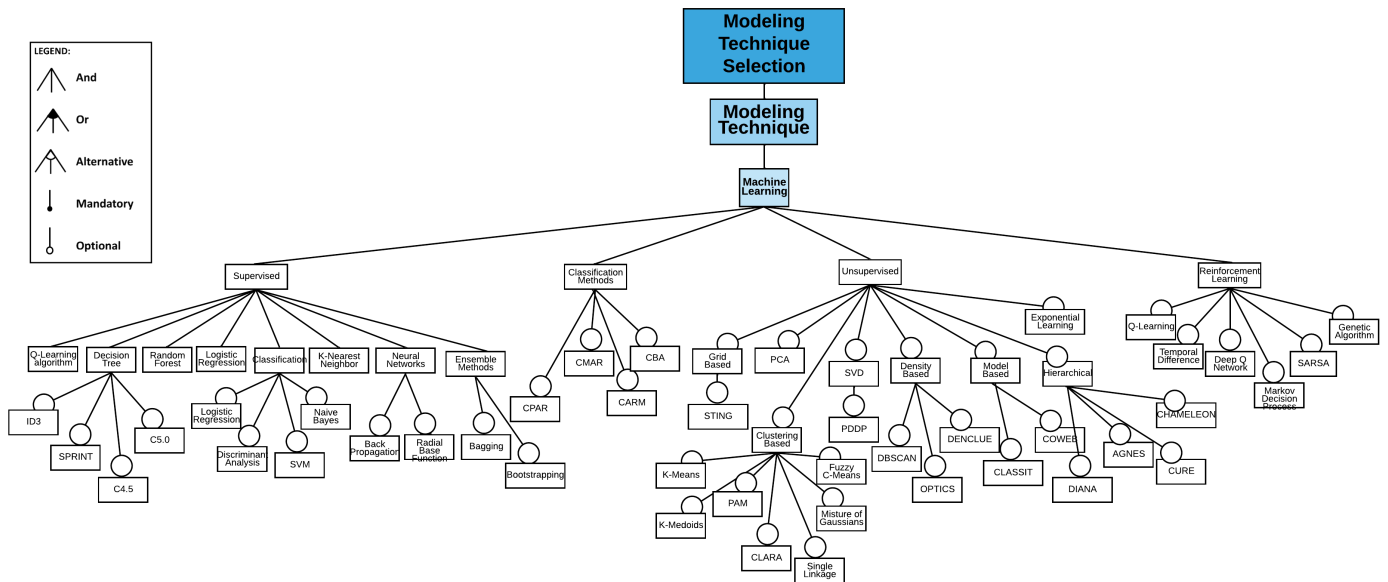 Modeling
Technique
Selection
LEGEND:
And
Or
Alternative
Mandatory
Optional
Modeling
Technique
Machine
Learning
Supervised
Classification
Methods
Unsupervised
Reinforcement
Learning
Q-Learning
algorithm
Decision
Tree
Random
Forest
Logistic
Regression
Classification
K-Nearest
Neighbor
Neural
Networks
Ensemble
Methods
ID3
SPRINT
C4.5
C5.0
Logistic
Regression
Discriminant
Analysis
SVM
Naive
Bayes
Back
Propagation
Radial
Base
Function
Bagging
Bootstrapping
CPAR
CMAR
CARM
CBA
Grid
Based
PCA
SVD
Density
Based
Model
Based
Hierarchical
Exponential
Learning
STING
Clustering
Based
PDDP
DBSCAN
OPTICS
DENCLUE
CLASSIT
COWEB
DIANA
AGNES
CURE
CHAMELEON
K-Means
K-Medoids
PAM
CLARA
Single
Linkage
Misture of
Gaussians
Fuzzy
C-Means
Q-Learning
Temporal
Difference
Deep Q
Network
Markov
Decision
Process
SARSA
Genetic
Algorithm